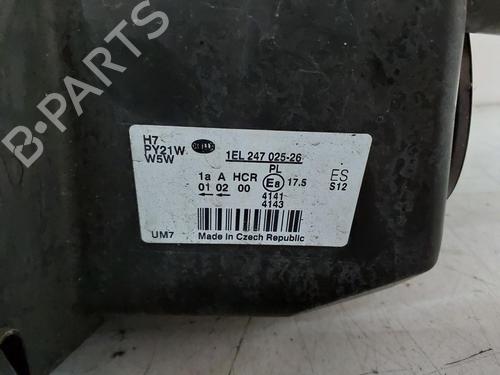 H7
PY21W
W5W
1EL 247 025-26
PL
1a A HCR
01 02 00
E8
17.5
ES
S12
4141
4143
UM7
Made in Czech Republic
B-PARTS